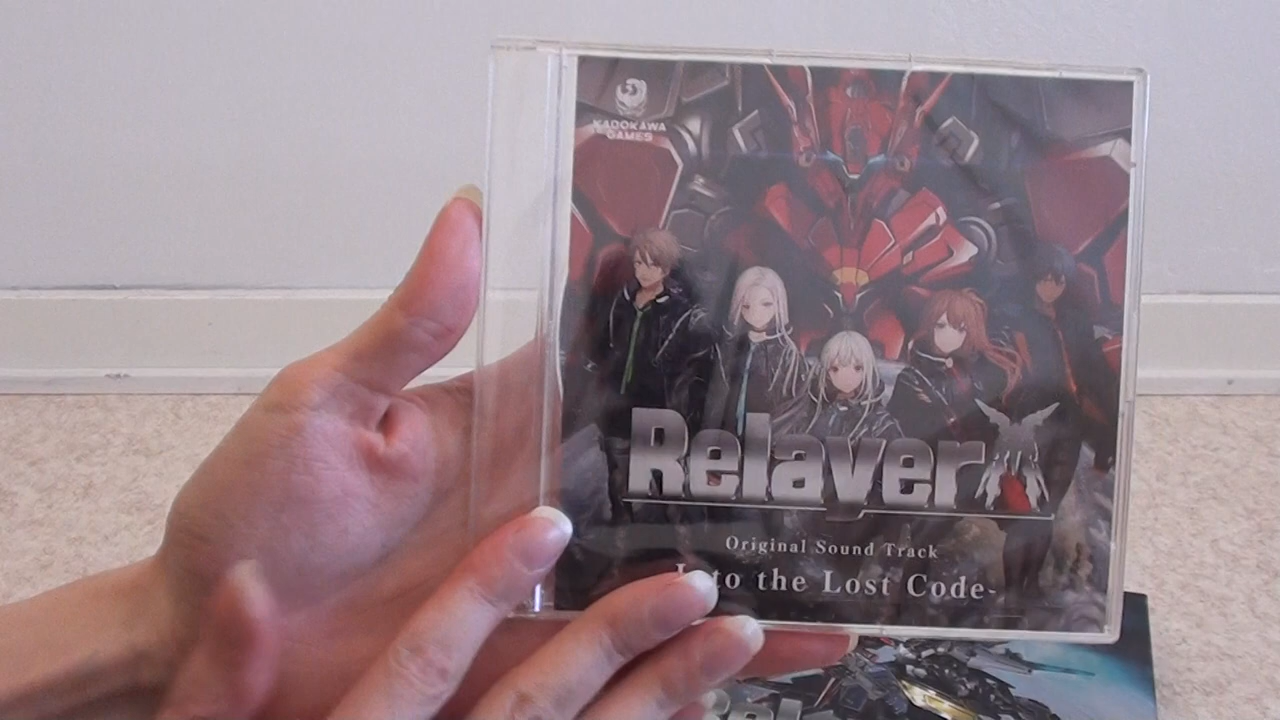 KADOKAWA
GAMES
Relayer
Original Sound Track
to the Lost Code-